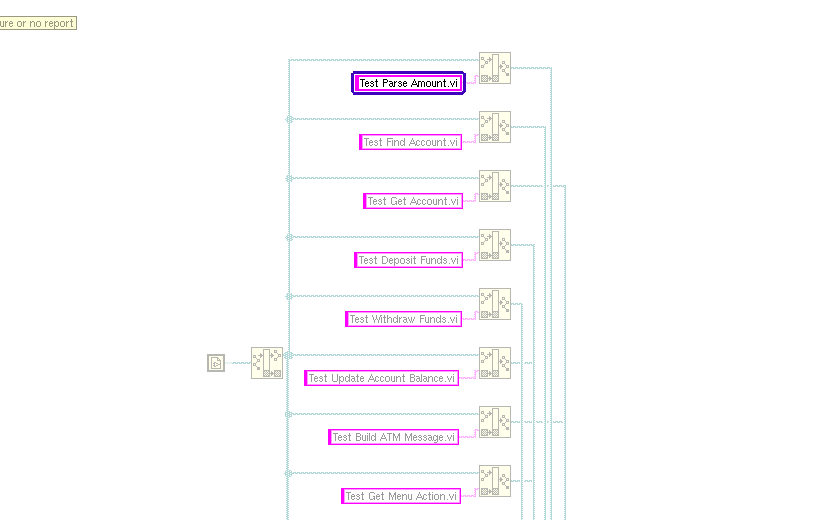 ure or no report
Test Parse Amount.vi
Test Find Account.vi
Test Get Account.vi
Test Deposit Funds.vi
Test Withdraw Funds.vi
Test Update Account Balance.vi
Test Build ATM Message.vi
Test Get Menu Action.vi